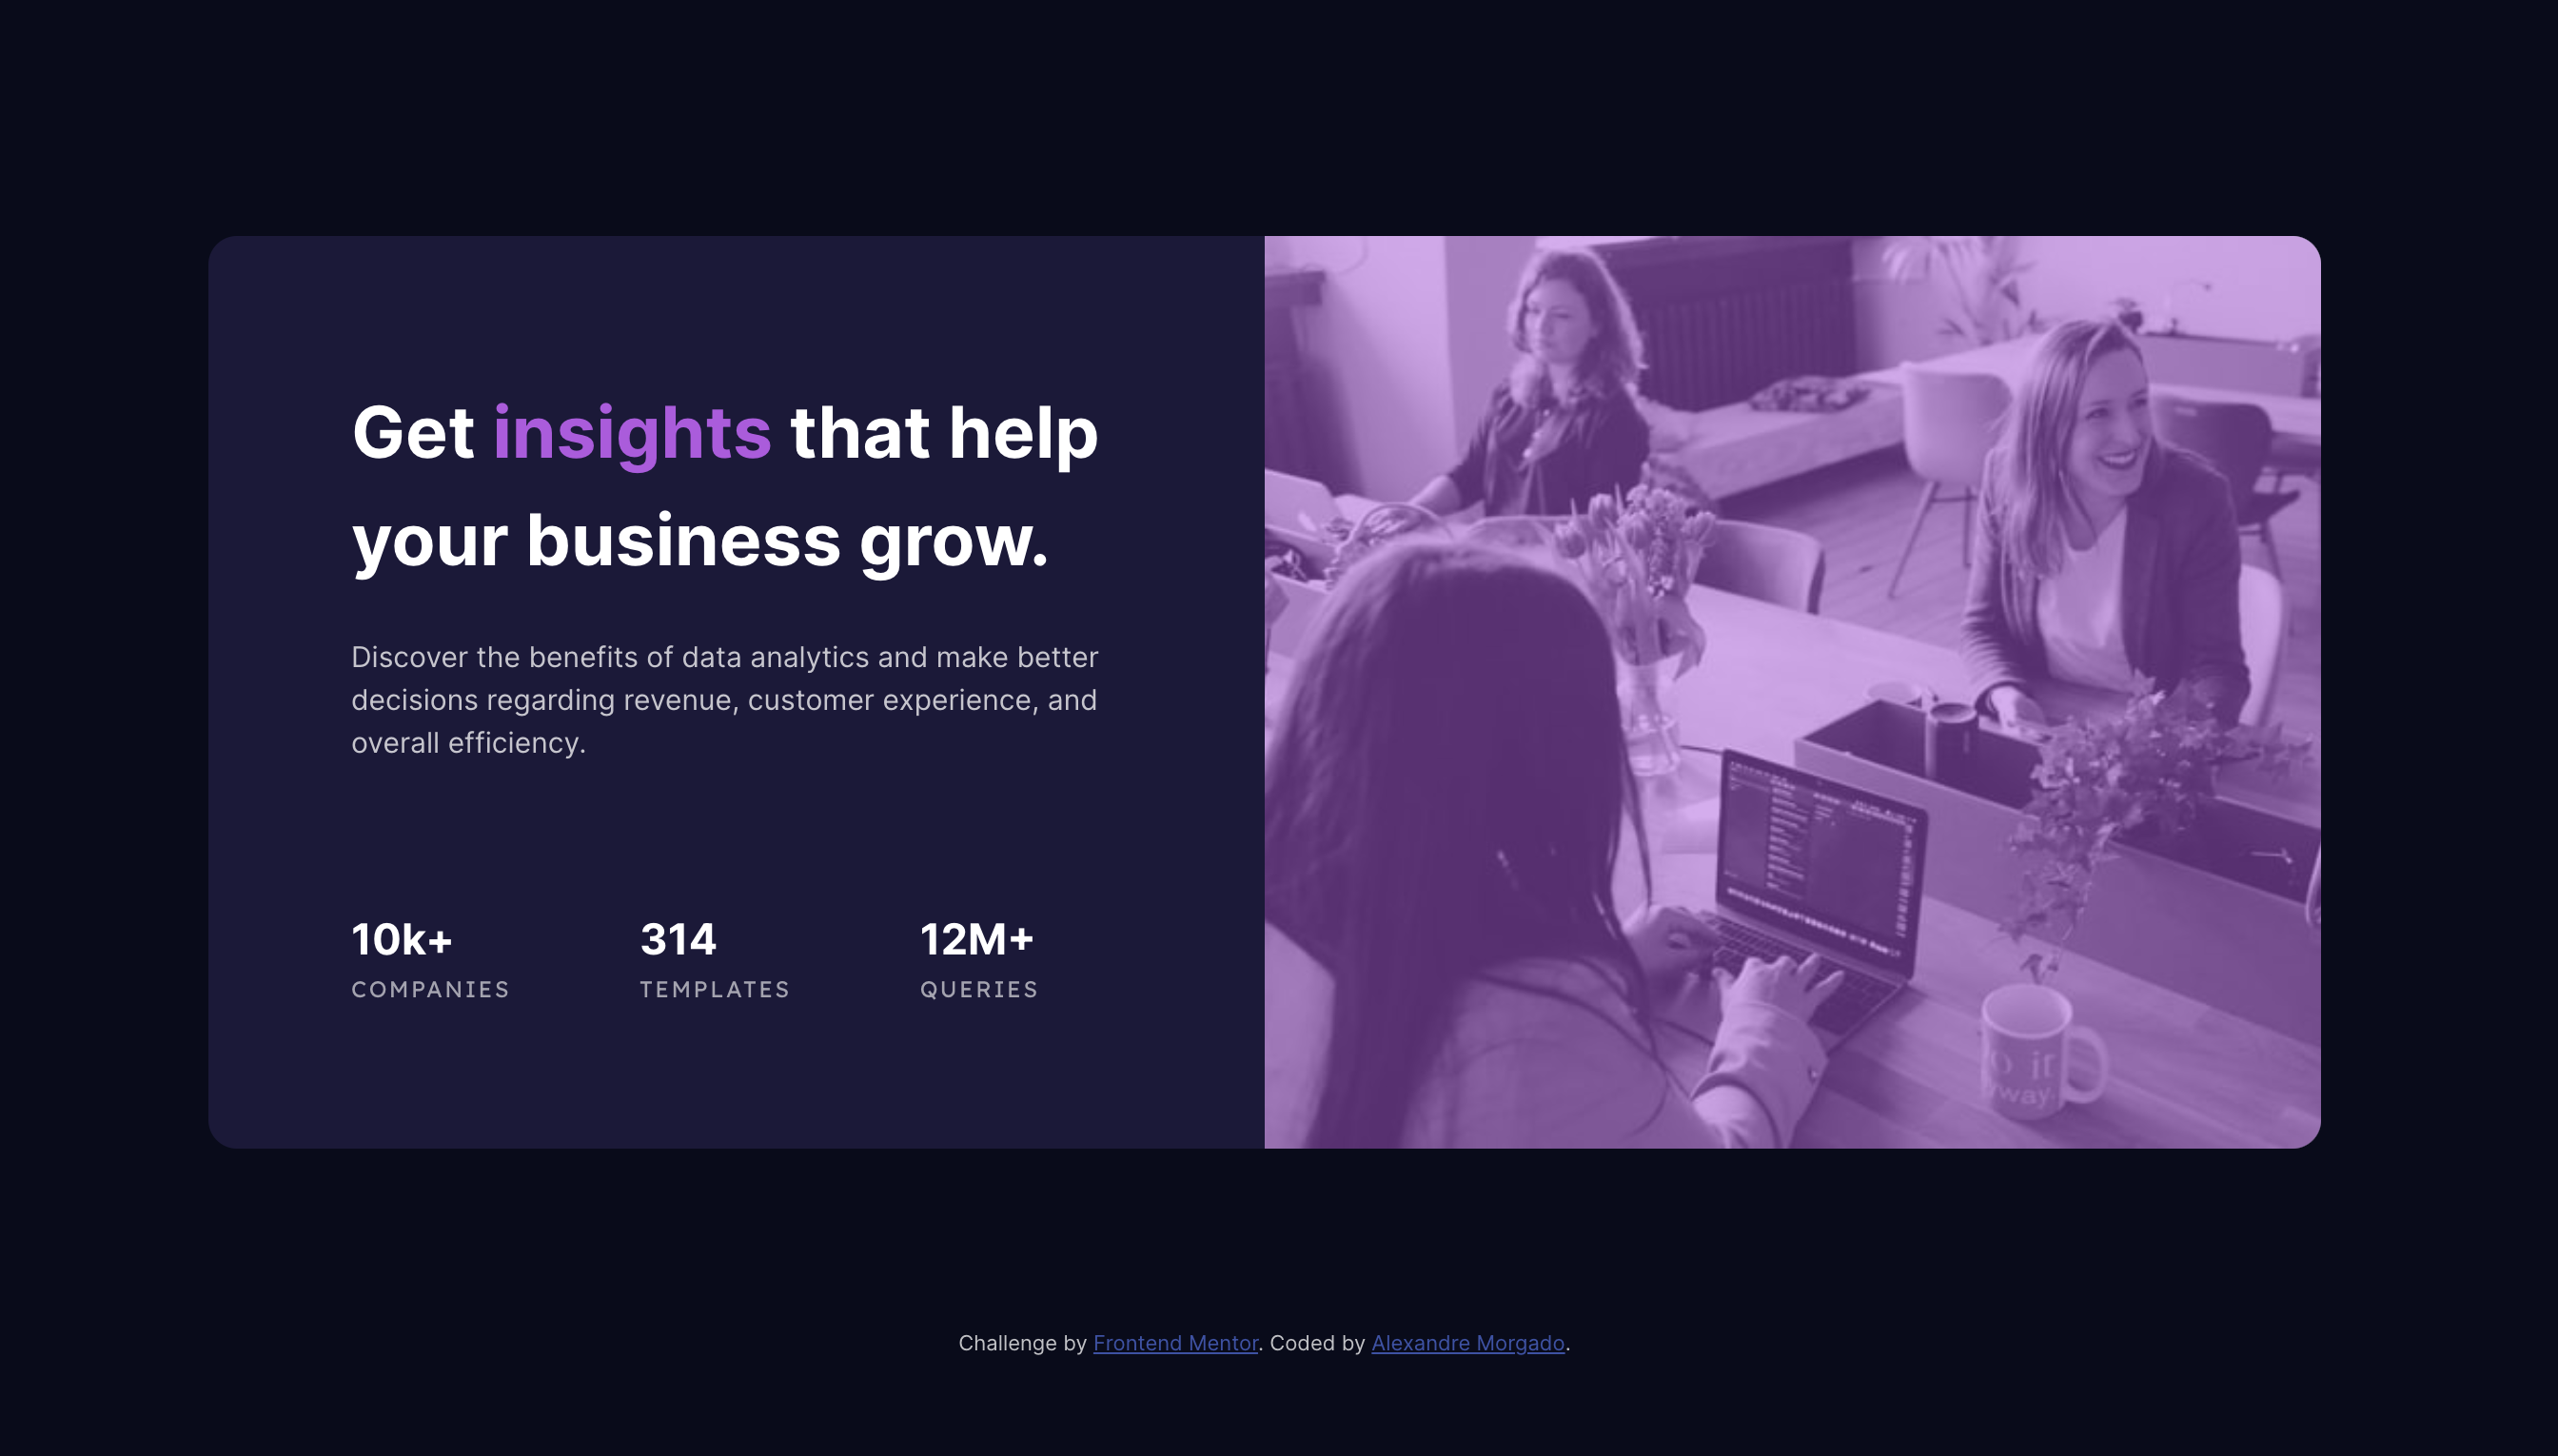 Get insights that help
your business grow.
Discover the benefits of data analytics and make better
decisions regarding revenue, customer experience, and
overall efficiency.
10k+
COMPANIES
314
TEMPLATES
12M+
QUERIES
Challenge by Frontend Mentor. Coded by Alexandre Morgado.